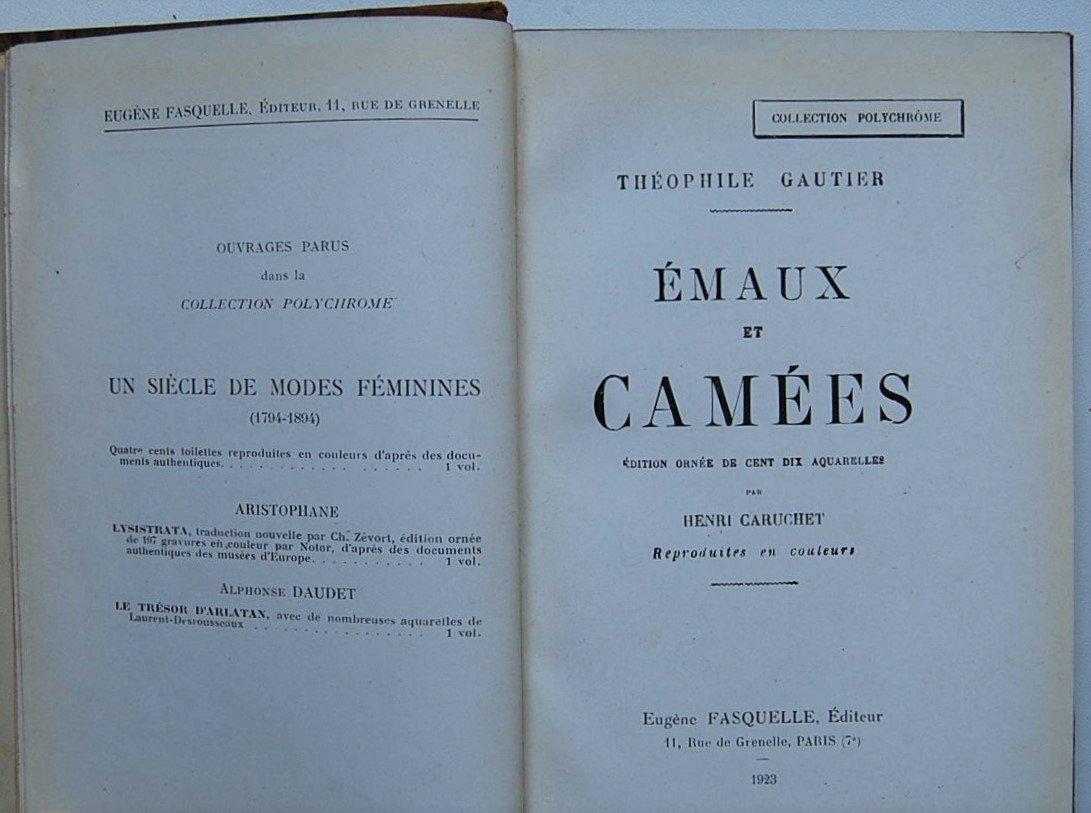 EUGÈNE FASQUELLE, ÉDITEUR, 11, RUE DE GRENELLE
OUVRAGES PARUS
dans la
COLLECTION POLYCHROME
UN SIÈCLE DE MODES FÉMININES
(1794-1894)
Quatre cents toilettes reproduites en couleurs d'après des docu-
ments authentiques. . . . . . . . . . . . . . . . . . . 1 vol.
ARISTOPHANE
LYSISTRATA, traduction nouvelle par Ch. Zévort, édition ornée
de 197 gravures en couleur par Notor, d'après des documents
authentiques des musées d'Europe. . . . . . . . . . . . 1 vol.
ALPHONSE DAUDET
LE TRÉSOR D'ARLATAN, avec de nombreuses aquarelles de
Laurent-Desrousseaux . . . . . . . . . . . . . . . . . 1 vol.
COLLECTION POLYCHRÔME
THÉOPHILE GAUTIER
ÉMAUX
ET
CAMÉES
ÉDITION ORNÉE DE CENT DIX AQUARELLES
PAR
HENRI CARUCHET
Reproduites en couleurs
Eugène FASQUELLE, Éditeur
11, Rue de Grenelle, PARIS (7e)
1923